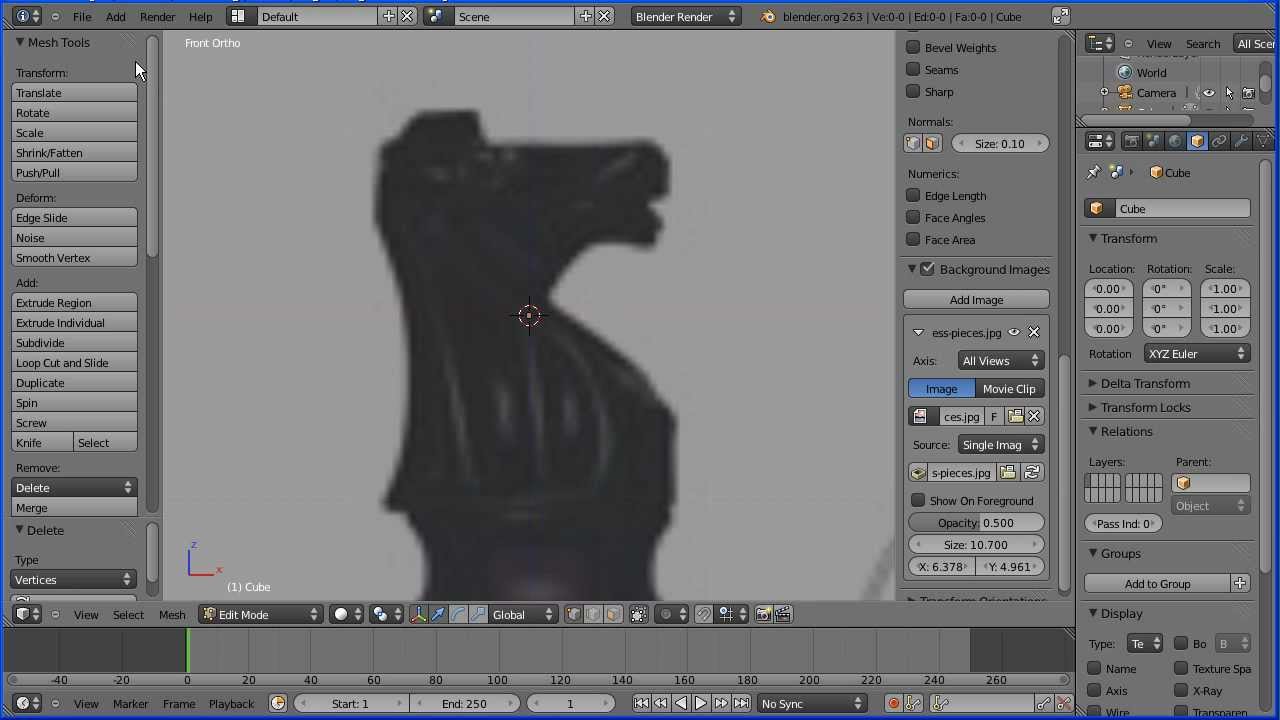 File Add Render Help Default Scene Blender Render blender.org 263 | Ve:0-0 | Ed:0-0 | Fa:0-0 | Cube
Mesh Tools
Transform:
Translate
Rotate
Scale
Shrink/Fatten
Push/Pull
Deform:
Edge Slide
Noise
Smooth Vertex
Add:
Extrude Region
Extrude Individual
Subdivide
Loop Cut and Slide
Duplicate
Spin
Screw
Knife Select
Remove:
Delete
Merge
Delete
Type
Vertices
Front Ortho
z
x
(1) Cube
Bevel Weights
Seams
Sharp
Normals:
Size: 0.10
Numerics:
Edge Length
Face Angles
Face Area
Background Images
Add Image
ess-pieces.jpg
Axis: All Views
Image Movie Clip
ces.jpg F
Source: Single Imag
s-pieces.jpg
Show On Foreground
Opacity: 0.500
Size: 10.700
X: 6.378 Y: 4.961
View Search All Scer
World
Camera
Cube
Cube
Transform
Location: Rotation: Scale:
0.00 0° 1.00
0.00 0° 1.00
0.00 0° 1.00
Rotation XYZ Euler
Delta Transform
Transform Locks
Relations
Layers: Parent:
Object
Pass Ind: 0
Groups
Add to Group
Display
Type: Te Bo B
Name Texture Spa
Axis X-Ray
Wire Transparen
View Select Mesh Edit Mode Global
-40 -20 0 20 40 60 80 100 120 140 160 180 200 220 240 260
View Marker Frame Playback Start: 1 End: 250 1 No Sync